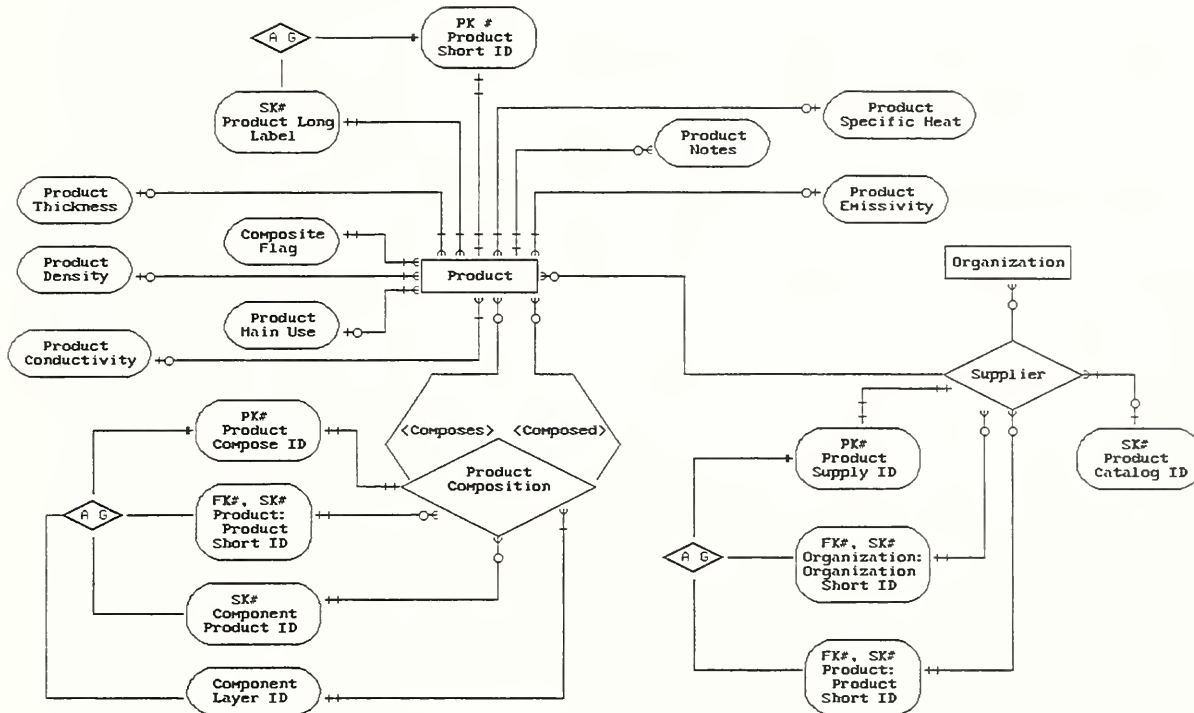 A G
PK #
Product
Short ID
SK#
Product Long
Label
Product
Specific Heat
Product
Notes
Product
Thickness
Product
Emissivity
Composite
Flag
Product
Density
Product
Organization
Product
Main Use
Product
Conductivity
Supplier
<Composes>
<Composed>
PK#
Product
Compose ID
Product
Composition
PK#
Product
Supply ID
SK#
Product
Catalog ID
A G
FK#, SK#
Product:
Product
Short ID
A G
FK#, SK#
Organization:
Organization
Short ID
SK#
Component
Product ID
FK#, SK#
Product:
Product
Short ID
Component
Layer ID